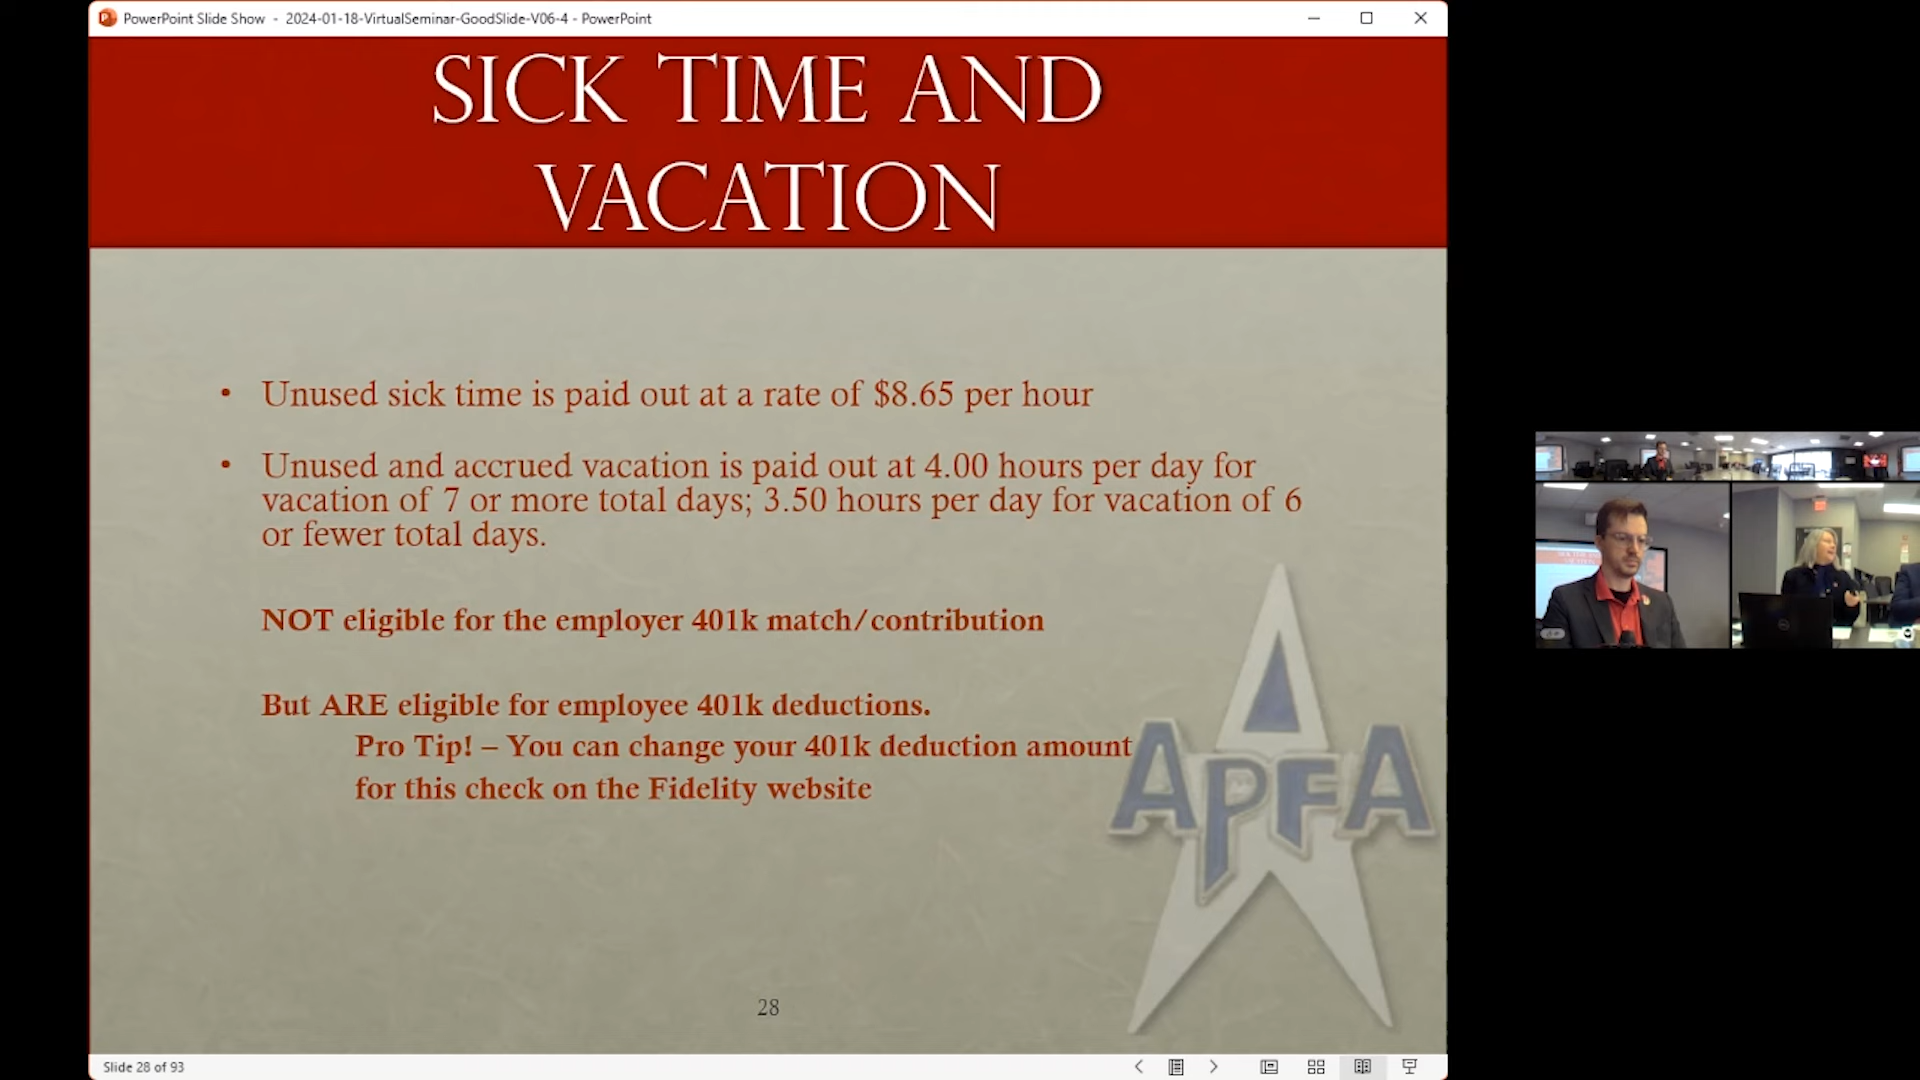 PowerPoint Slide Show - 2024-01-18-VirtualSeminar-GoodSlide-V06-4 - PowerPoint
SICK TIME AND
VACATION
• Unused sick time is paid out at a rate of $8.65 per hour
• Unused and accrued vacation is paid out at 4.00 hours per day for
vacation of 7 or more total days; 3.50 hours per day for vacation of 6
or fewer total days.
NOT eligible for the employer 401k match/contribution
But ARE eligible for employee 401k deductions.
Pro Tip! – You can change your 401k deduction amount
for this check on the Fidelity website
APFA
28
Slide 28 of 93